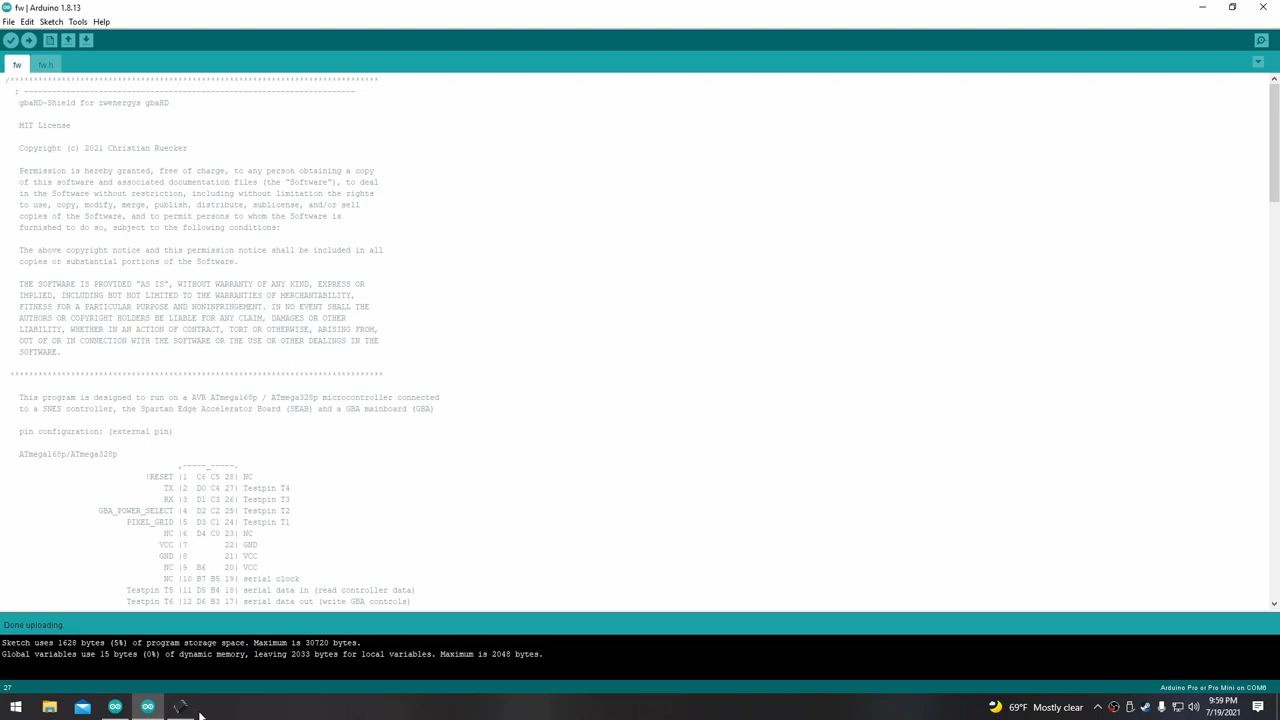 fw | Arduino 1.8.13
File Edit Sketch Tools Help
fw fw.h
/*******************************************************************************
; ----------------------------------------------------------------------
gbaHD-Shield for zwenergys gbaHD
MIT License
Copyright (c) 2021 Christian Ruecker
Permission is hereby granted, free of charge, to any person obtaining a copy
of this software and associated documentation files (the "Software"), to deal
in the Software without restriction, including without limitation the rights
to use, copy, modify, merge, publish, distribute, sublicense, and/or sell
copies of the Software, and to permit persons to whom the Software is
furnished to do so, subject to the following conditions:
The above copyright notice and this permission notice shall be included in all
copies or substantial portions of the Software.
THE SOFTWARE IS PROVIDED "AS IS", WITHOUT WARRANTY OF ANY KIND, EXPRESS OR
IMPLIED, INCLUDING BUT NOT LIMITED TO THE WARRANTIES OF MERCHANTABILITY,
FITNESS FOR A PARTICULAR PURPOSE AND NONINFRINGEMENT. IN NO EVENT SHALL THE
AUTHORS OR COPYRIGHT HOLDERS BE LIABLE FOR ANY CLAIM, DAMAGES OR OTHER
LIABILITY, WHETHER IN AN ACTION OF CONTRACT, TORT OR OTHERWISE, ARISING FROM,
OUT OF OR IN CONNECTION WITH THE SOFTWARE OR THE USE OR OTHER DEALINGS IN THE
SOFTWARE.
*******************************************************************************
This program is designed to run on a AVR ATmega168p / ATmega328p microcontroller connected
to a SNES controller, the Spartan Edge Accelerator Board (SEAB) and a GBA mainboard (GBA)
pin configuration: (external pin)
ATmega168p/ATmega328p
,-----_-----.
!RESET |1 C6 C5 28| NC
TX |2 D0 C4 27| Testpin T4
RX |3 D1 C3 26| Testpin T3
GBA_POWER_SELECT |4 D2 C2 25| Testpin T2
PIXEL_GRID |5 D3 C1 24| Testpin T1
NC |6 D4 C0 23| NC
VCC |7 22| GND
GND |8 21| VCC
NC |9 B6 20| VCC
NC |10 B7 B5 19| serial clock
Testpin T5 |11 D5 B4 18| serial data in (read controller data)
Testpin T6 |12 D6 B3 17| serial data out (write GBA controls)
Done uploading.
Sketch uses 1628 bytes (5%) of program storage space. Maximum is 30720 bytes.
Global variables use 15 bytes (0%) of dynamic memory, leaving 2033 bytes for local variables. Maximum is 2048 bytes.
27 Arduino Pro or Pro Mini on COM6
69°F Mostly clear 9:59 PM
7/19/2021